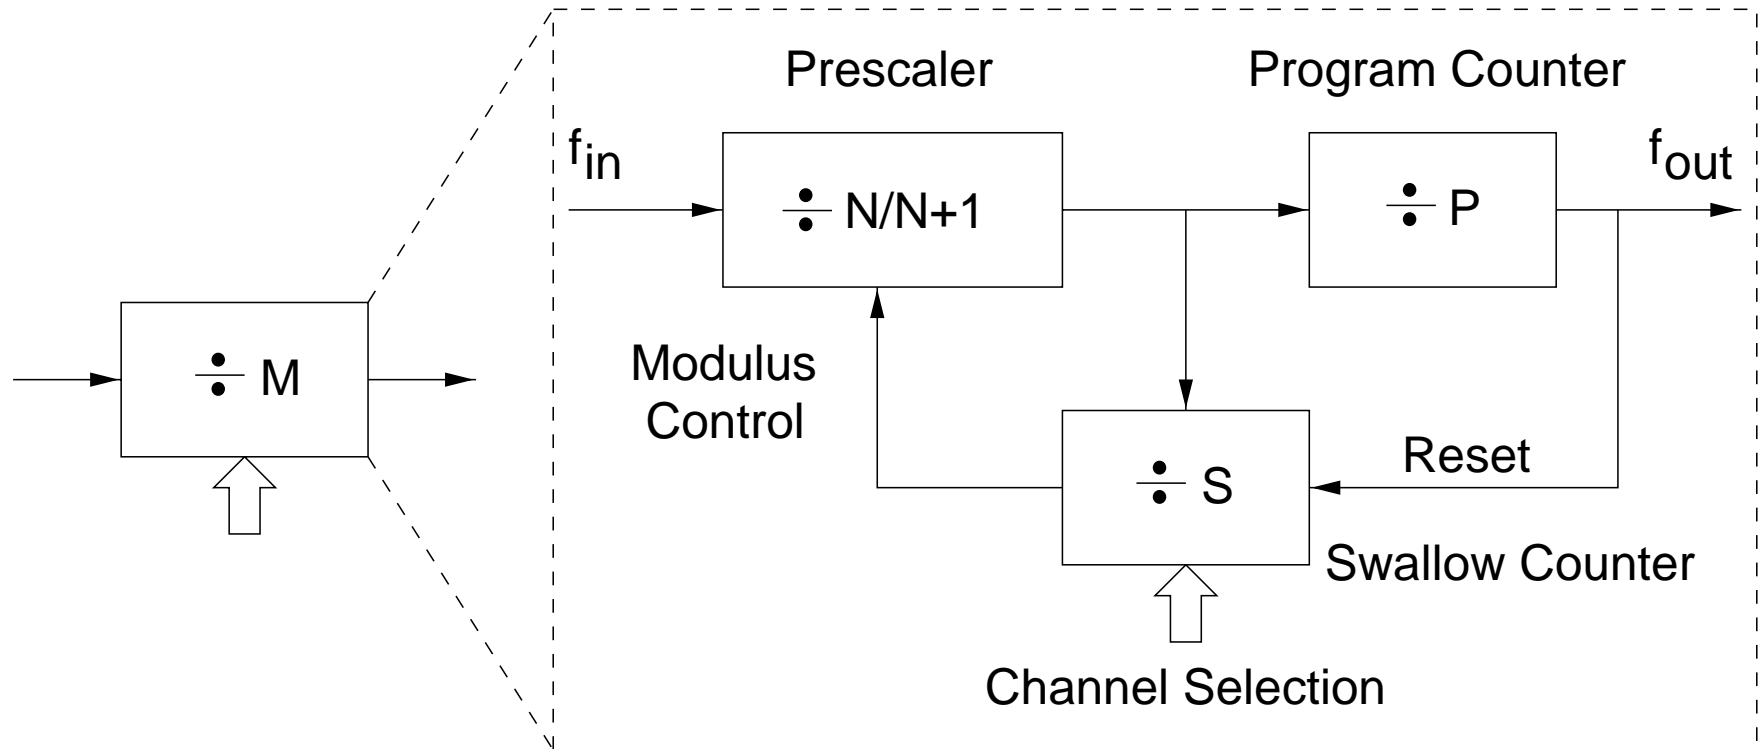 Prescaler
Program Counter
f_in
÷ N/N+1
÷ P
f_out
÷ M
Modulus
Control
÷ S
Reset
Swallow Counter
Channel Selection